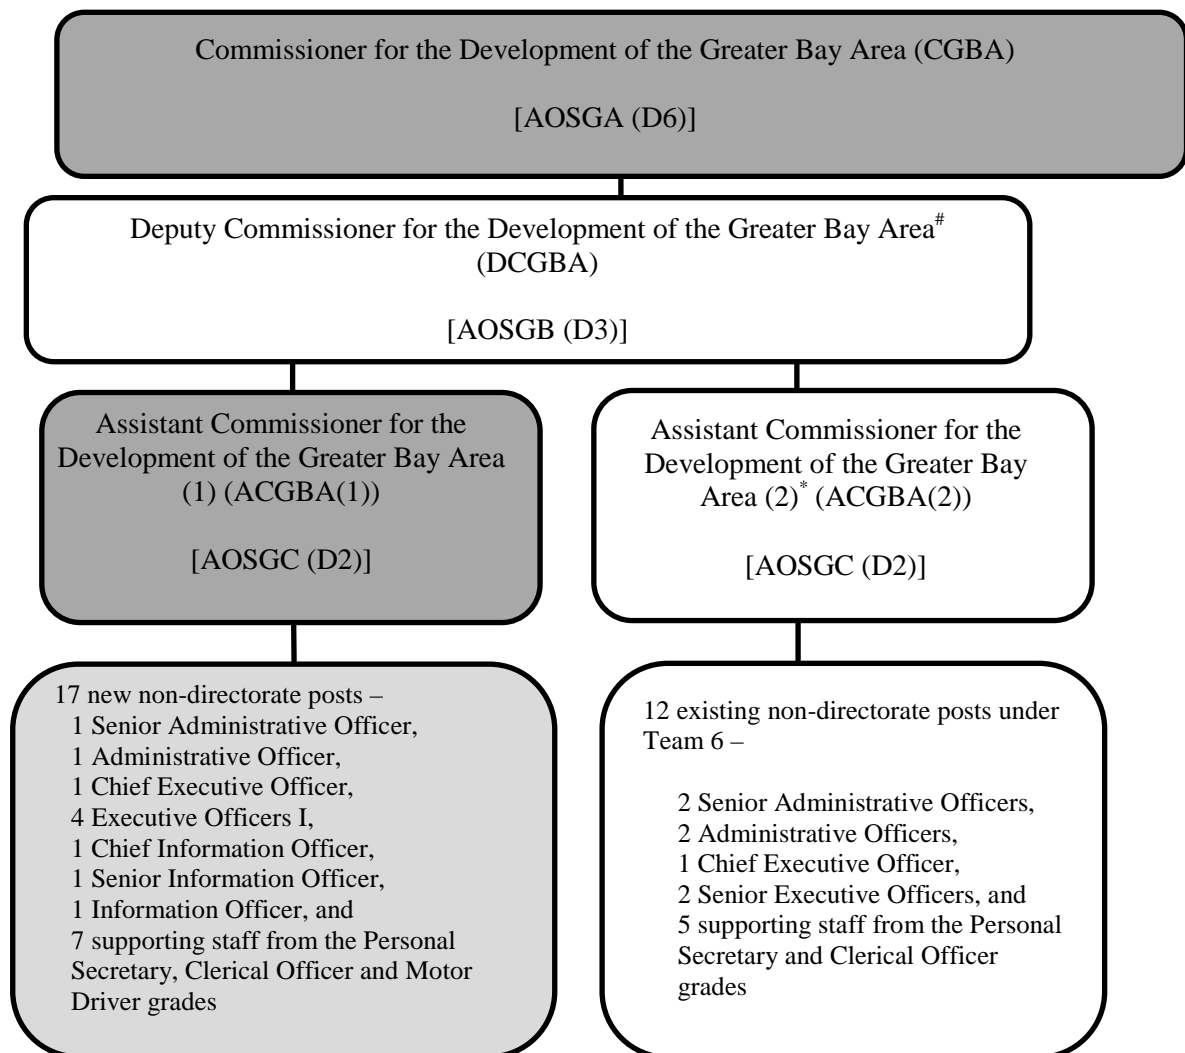 Commissioner for the Development of the Greater Bay Area (CGBA)
[AOSGA (D6)]
Deputy Commissioner for the Development of the Greater Bay Area#
(DCGBA)
[AOSGB (D3)]
Assistant Commissioner for the
Development of the Greater Bay Area
(1) (ACGBA(1))
[AOSGC (D2)]
Assistant Commissioner for the
Development of the Greater Bay
Area (2)* (ACGBA(2))
[AOSGC (D2)]
17 new non-directorate posts –
1 Senior Administrative Officer,
1 Administrative Officer,
1 Chief Executive Officer,
4 Executive Officers I,
1 Chief Information Officer,
1 Senior Information Officer,
1 Information Officer, and
7 supporting staff from the Personal
Secretary, Clerical Officer and Motor
Driver grades
12 existing non-directorate posts under
Team 6 –
2 Senior Administrative Officers,
2 Administrative Officers,
1 Chief Executive Officer,
2 Senior Executive Officers, and
5 supporting staff from the Personal
Secretary and Clerical Officer
grades